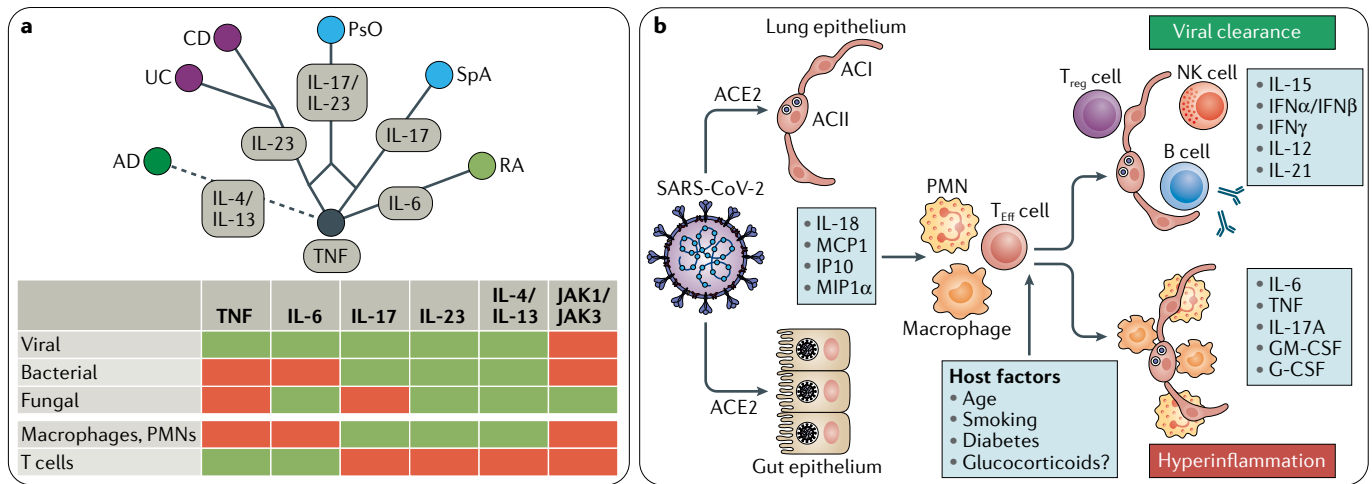 a
CD
PsO
UC
IL-17/
IL-23
SpA
IL-23
IL-17
AD
RA
IL-4/
IL-13
IL-6
TNF
TNF
IL-6
IL-17
IL-23
IL-4/
IL-13
JAK1/
JAK3
Viral
Bacterial
Fungal
Macrophages, PMNs
T cells
b
Lung epithelium
ACI
ACE2
ACII
SARS-CoV-2
IL-18
MCP1
IP10
MIP1α
PMN
TEff cell
Macrophage
ACE2
Gut epithelium
Host factors
Age
Smoking
Diabetes
Glucocorticoids?
Viral clearance
Treg cell
NK cell
B cell
IL-15
IFNα/IFNβ
IFNγ
IL-12
IL-21
IL-6
TNF
IL-17A
GM-CSF
G-CSF
Hyperinflammation